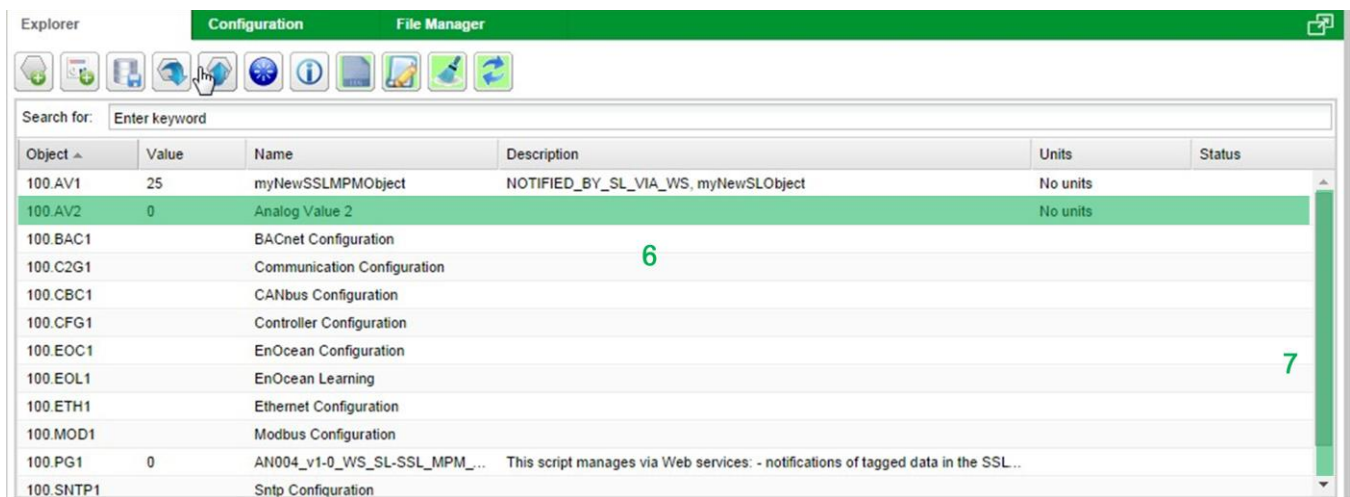 Explorer Configuration File Manager
Search for: Enter keyword
Object Value Name Description Units Status
100.AV1 25 myNewSSLMPMObject NOTIFIED_BY_SL_VIA_WS, myNewSLObject No units
100.AV2 0 Analog Value 2 No units
100.BAC1 BACnet Configuration
6
100.C2G1 Communication Configuration
100.CBC1 CANbus Configuration
100.CFG1 Controller Configuration
100.EOC1 EnOcean Configuration
7
100.EOL1 EnOcean Learning
100.ETH1 Ethernet Configuration
100.MOD1 Modbus Configuration
100.PG1 0 AN004_v1-0_WS_SL-SSL_MPM_... This script manages via Web services: - notifications of tagged data in the SSL...
100.SNTP1 Sntp Configuration